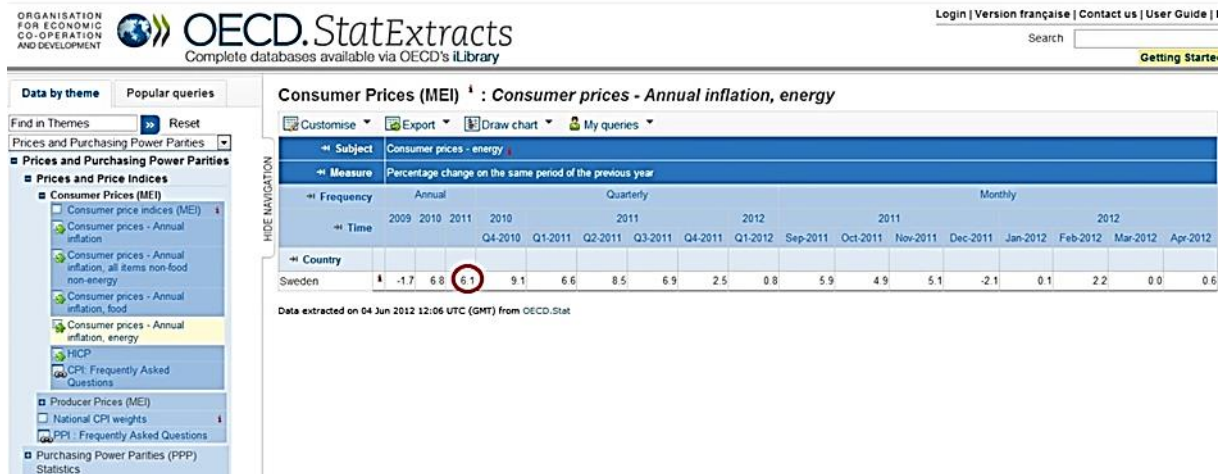 ORGANISATION
FOR ECONOMIC
CO-OPERATION
AND DEVELOPMENT
OECD.StatExtracts
Complete databases available via OECD's iLibrary
Login | Version française | Contact us | User Guide |
Search
Getting Starte
Data by theme Popular queries
Find in Themes » Reset
Prices and Purchasing Power Parities
Prices and Purchasing Power Parities
Prices and Price Indices
Consumer Prices (MEI)
Consumer price indices (MEI) i
Consumer prices - Annual
inflation
Consumer prices - Annual
inflation, all items non-food
non-energy
Consumer prices - Annual
inflation, food
Consumer prices - Annual
inflation, energy
HICP
CPI: Frequently Asked
Questions
Producer Prices (MEI)
National CPI weights i
PPI : Frequently Asked Questions
Purchasing Power Parities (PPP)
Statistics
HIDE NAVIGATION
Consumer Prices (MEI) i : Consumer prices - Annual inflation, energy
Customise Export Draw chart My queries
Subject Consumer prices - energy i
Measure Percentage change on the same period of the previous year
Frequency Annual Quarterly Monthly
Time 2009 2010 2011 2010 2011 2012 2011 2012
Q4-2010 Q1-2011 Q2-2011 Q3-2011 Q4-2011 Q1-2012 Sep-2011 Oct-2011 Nov-2011 Dec-2011 Jan-2012 Feb-2012 Mar-2012 Apr-2012
Country
Sweden i -1.7 6.8 6.1 9.1 6.6 8.5 6.9 2.5 0.8 5.9 4.9 5.1 -2.1 0.1 2.2 0.0 0.6
Data extracted on 04 Jun 2012 12:06 UTC (GMT) from OECD.Stat